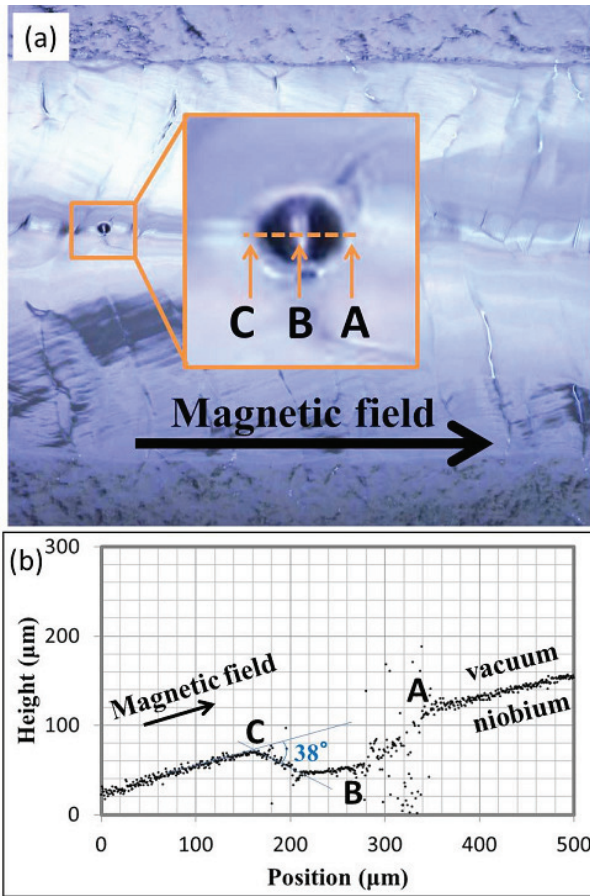 (a)
C B A
Magnetic field
(b)
300
200
100
0
Height (μm)
Magnetic field
C
38°
B
A
vacuum
niobium
0 100 200 300 400 500
Position (μm)